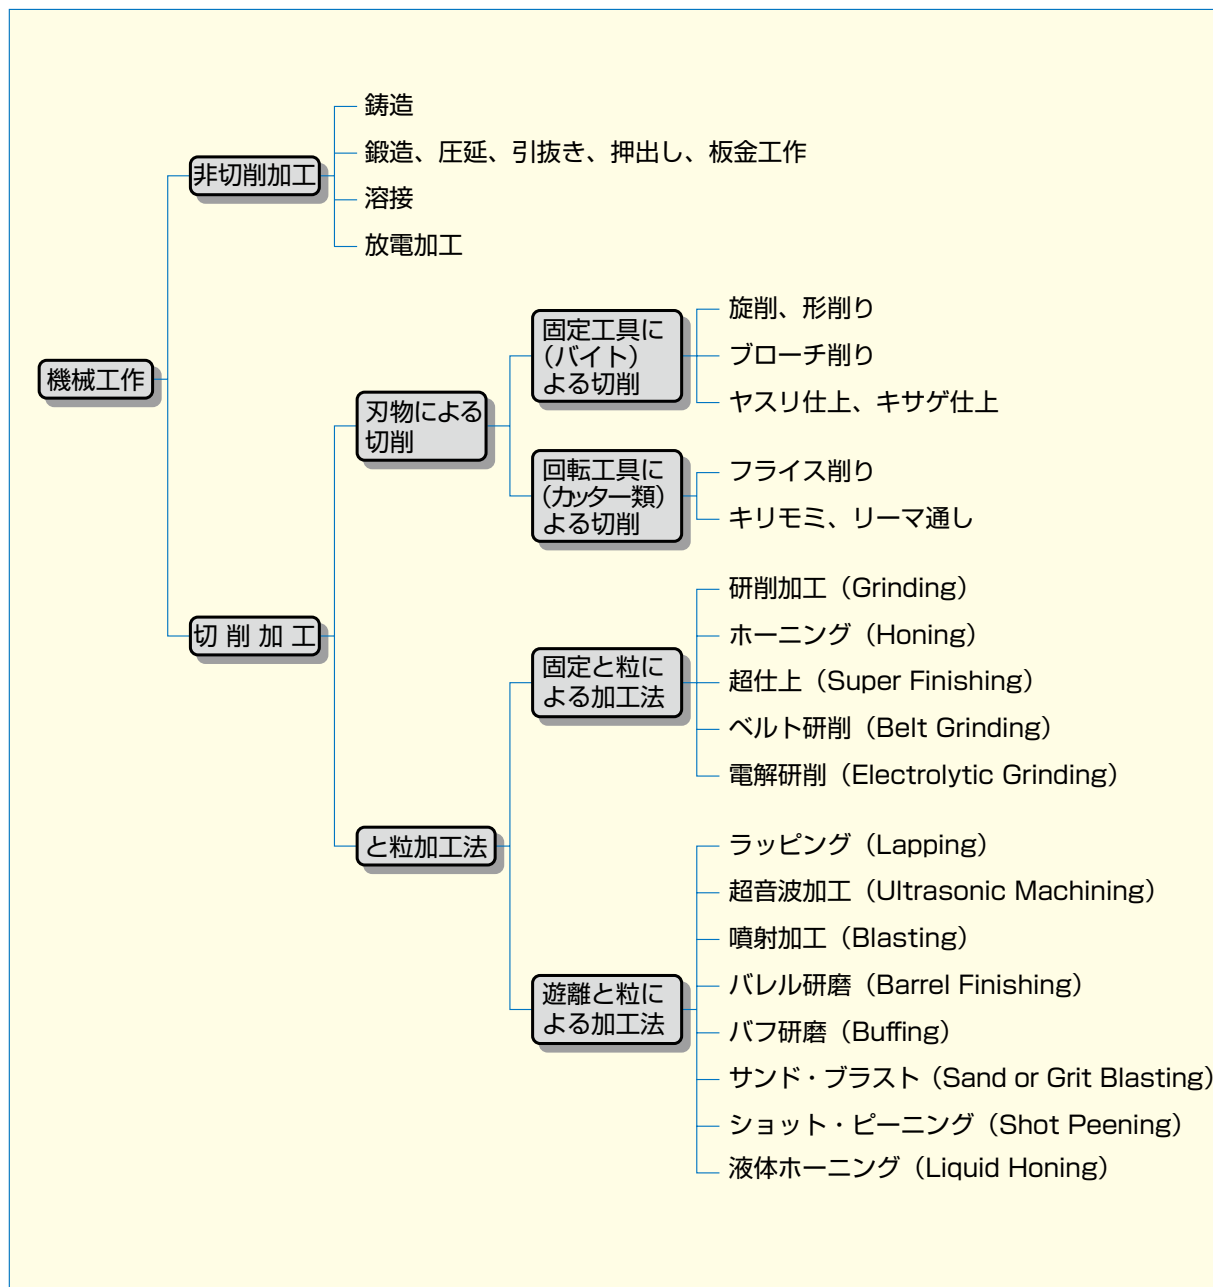 機械工作
非切削加工
鋳造
鍛造、圧延、引抜き、押出し、板金工作
溶接
放電加工
切削加工
刃物による
切削
固定工具に
(バイト)
よる切削
旋削、形削り
ブローチ削り
ヤスリ仕上、キサゲ仕上
回転工具に
(カッター類)
よる切削
フライス削り
キリモミ、リーマ通し
と粒加工法
固定と粒に
よる加工法
研削加工（Grinding）
ホーニング（Honing）
超仕上（Super Finishing）
ベルト研削（Belt Grinding）
電解研削（Electrolytic Grinding）
遊離と粒に
よる加工法
ラッピング（Lapping）
超音波加工（Ultrasonic Machining）
噴射加工（Blasting）
バレル研磨（Barrel Finishing）
バフ研磨（Buffing）
サンド・ブラスト（Sand or Grit Blasting）
ショット・ピーニング（Shot Peening）
液体ホーニング（Liquid Honing）